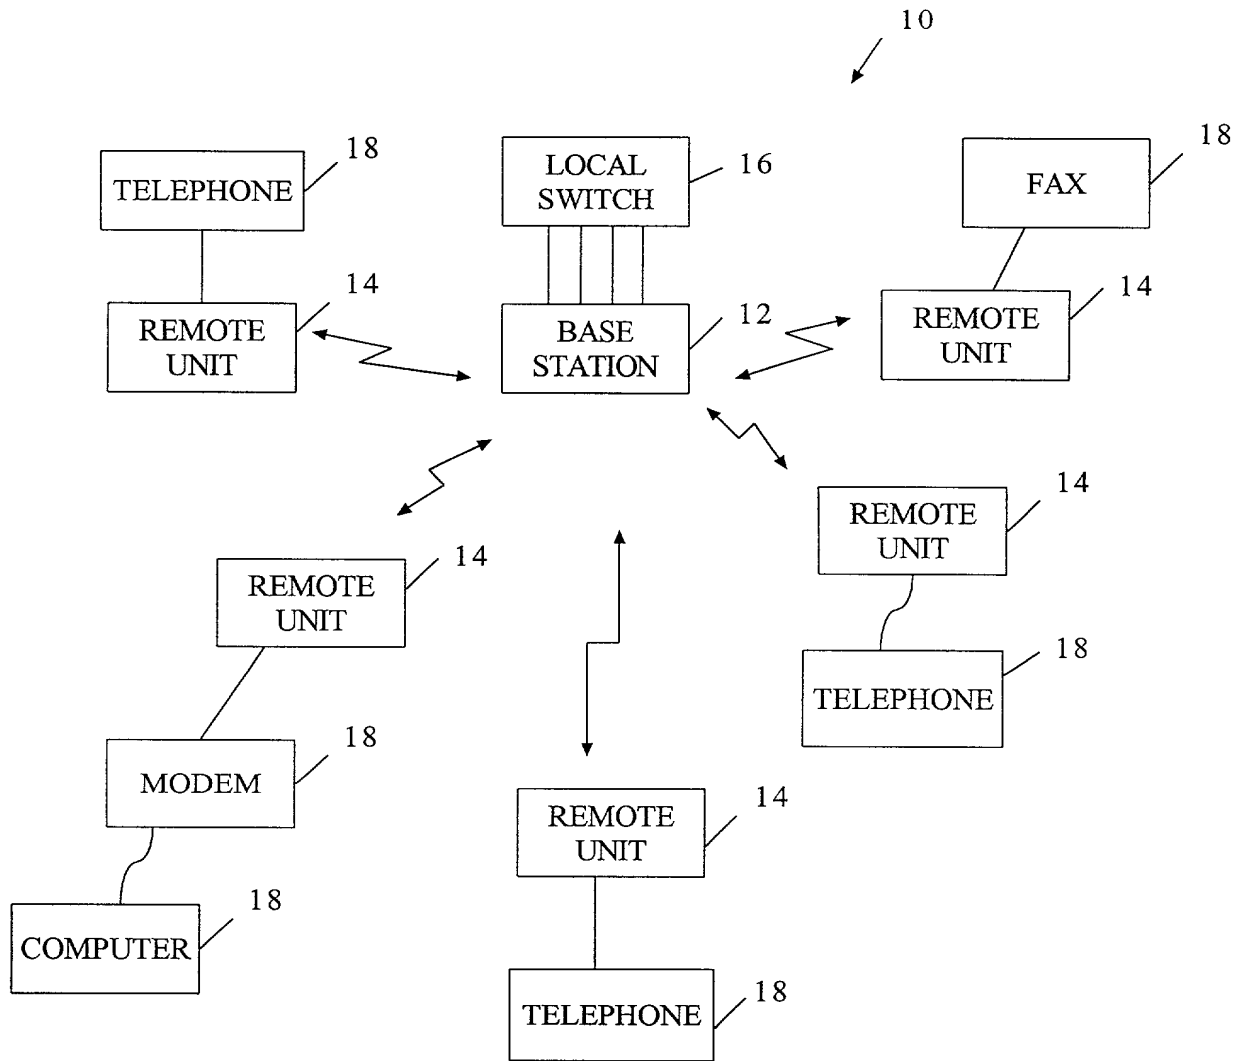 10
TELEPHONE
18
LOCAL
SWITCH
16
FAX
18
REMOTE
UNIT
14
BASE
STATION
12
REMOTE
UNIT
14
REMOTE
UNIT
14
REMOTE
UNIT
14
TELEPHONE
18
MODEM
18
REMOTE
UNIT
14
COMPUTER
18
TELEPHONE
18